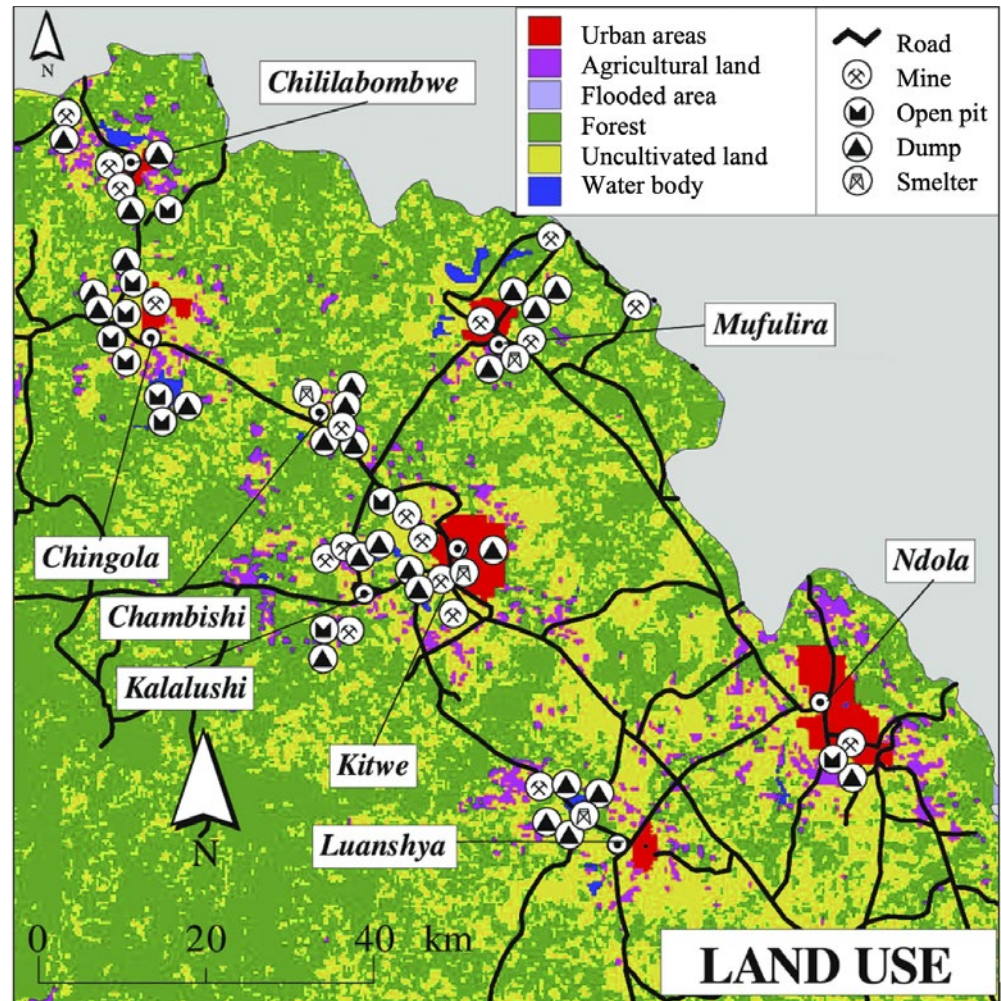 N
Urban areas
Agricultural land
Flooded area
Forest
Uncultivated land
Water body
Road
Mine
Open pit
Dump
Smelter
Chililabombwe
Mufulira
Chingola
Ndola
Chambishi
Kalalushi
Kitwe
Luanshya
N
0 20 40 km
LAND USE